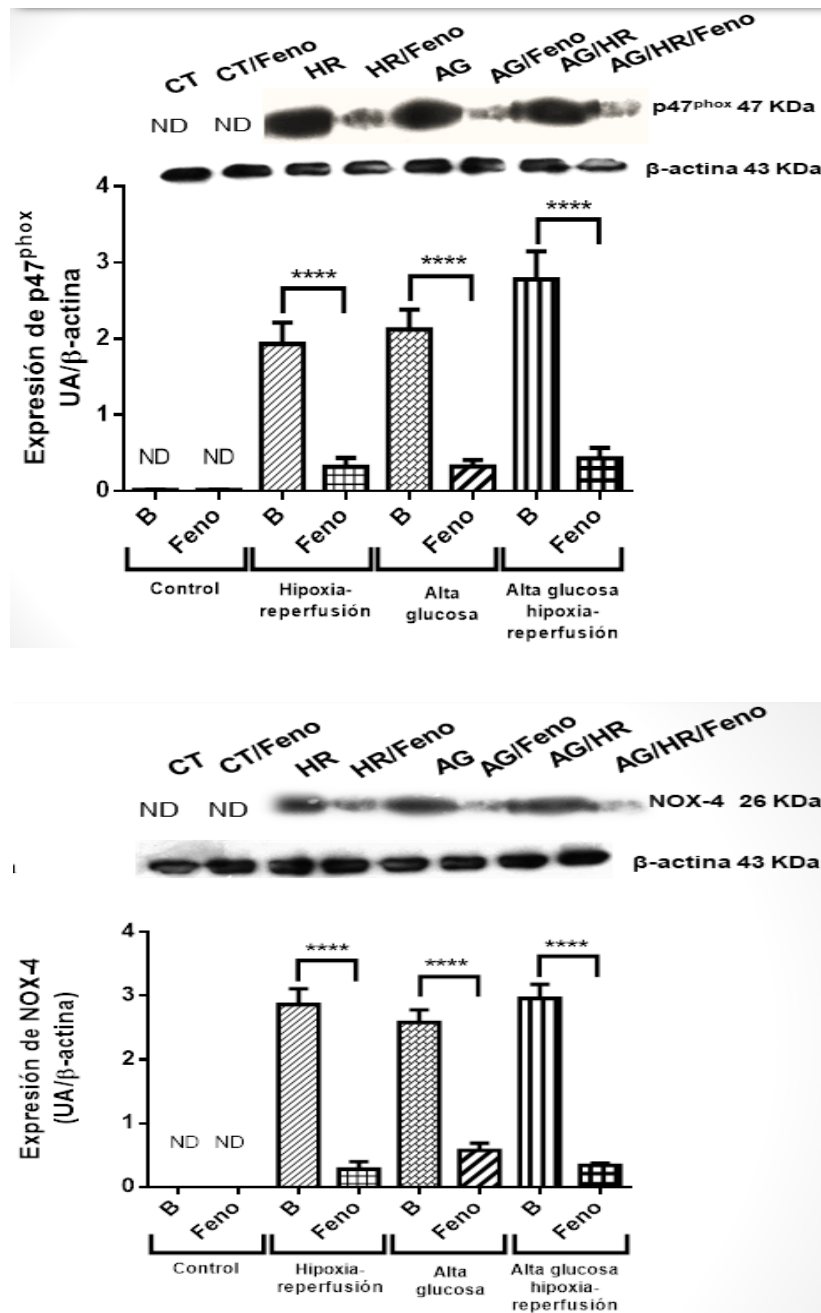 CT CT/Feno HR HR/Feno AG AG/Feno AG/HR AG/HR/Feno
ND ND p47phox 47 KDa
β-actina 43 KDa
Expresión de p47phox
UA/β-actina
4
3
2
1
0
**** **** ****
ND ND
B Feno B Feno B Feno B Feno
Control
Hipoxia-
reperfusión
Alta
glucosa
Alta glucosa
hipoxia-
reperfusión
CT CT/Feno HR HR/Feno AG AG/Feno AG/HR AG/HR/Feno
ND ND NOX-4 26 KDa
β-actina 43 KDa
Expresión de NOX-4
(UA/β-actina)
4
3
2
1
0
**** **** ****
ND ND
B Feno B Feno B Feno B Feno
Control
Hipoxia-
reperfusión
Alta
glucosa
Alta glucosa
hipoxia-
reperfusión